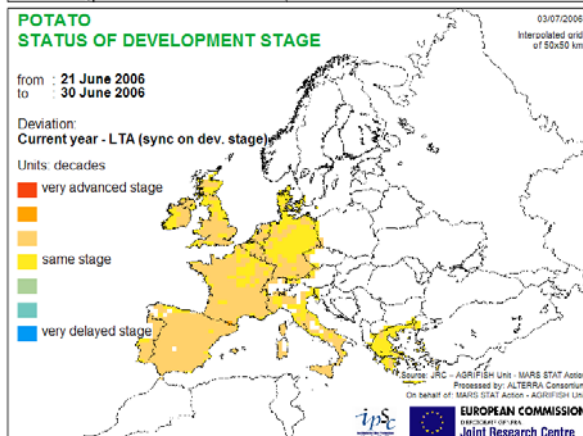 POTATO
STATUS OF DEVELOPMENT STAGE
03/07/2006
Interpolated grid
of 50x50 km
from : 21 June 2006
to : 30 June 2006
Deviation:
Current year - LTA (sync on dev. stage)
Units: decades
very advanced stage
same stage
very delayed stage
Source: JRC - AGRIFISH Unit - MARS STAT Action
Processed by: ALTERRA Consortium
On behalf of: MARS STAT Action - AGRIFISH Unit
ipsc
EUROPEAN COMMISSION
Joint Research Centre